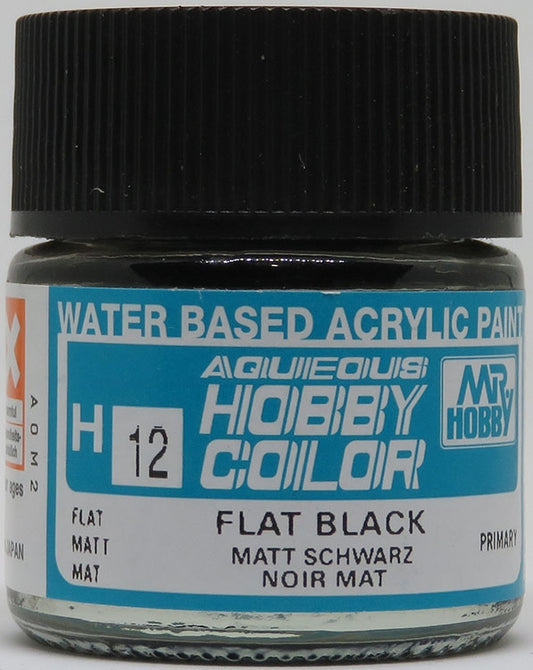 WATER BASED ACRYLIC PAINT
AQUEOUS
HOBBY
COLOR
MR.
HOBBY
H 12
FLAT
MATT
MAT
FLAT BLACK
MATT SCHWARZ
NOIR MAT
PRIMARY
X
AOM2
ages
JAPAN